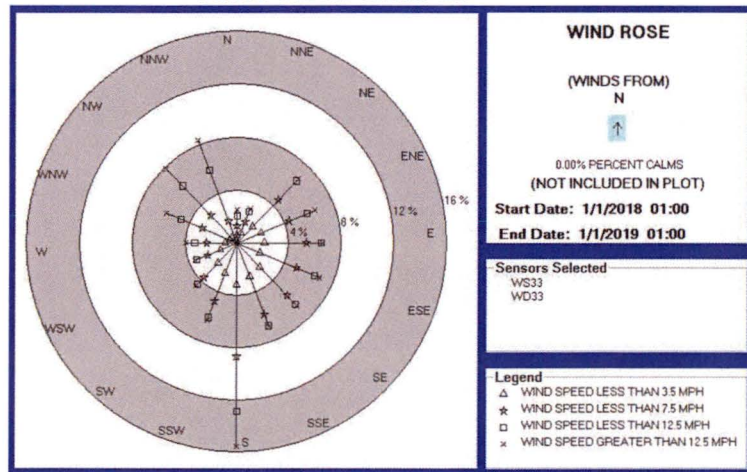 N
NNE
NE
ENE
E
ESE
SE
SSE
S
SSW
SW
WSW
W
WNW
NW
NNW
4 %
8 %
12 %
16 %
WIND ROSE
(WINDS FROM)
N
0.00% PERCENT CALMS
(NOT INCLUDED IN PLOT)
Start Date: 1/1/2018 01:00
End Date: 1/1/2019 01:00
Sensors Selected
WS33
WD33
Legend
WIND SPEED LESS THAN 3.5 MPH
WIND SPEED LESS THAN 7.5 MPH
WIND SPEED LESS THAN 12.5 MPH
WIND SPEED GREATER THAN 12.5 MPH